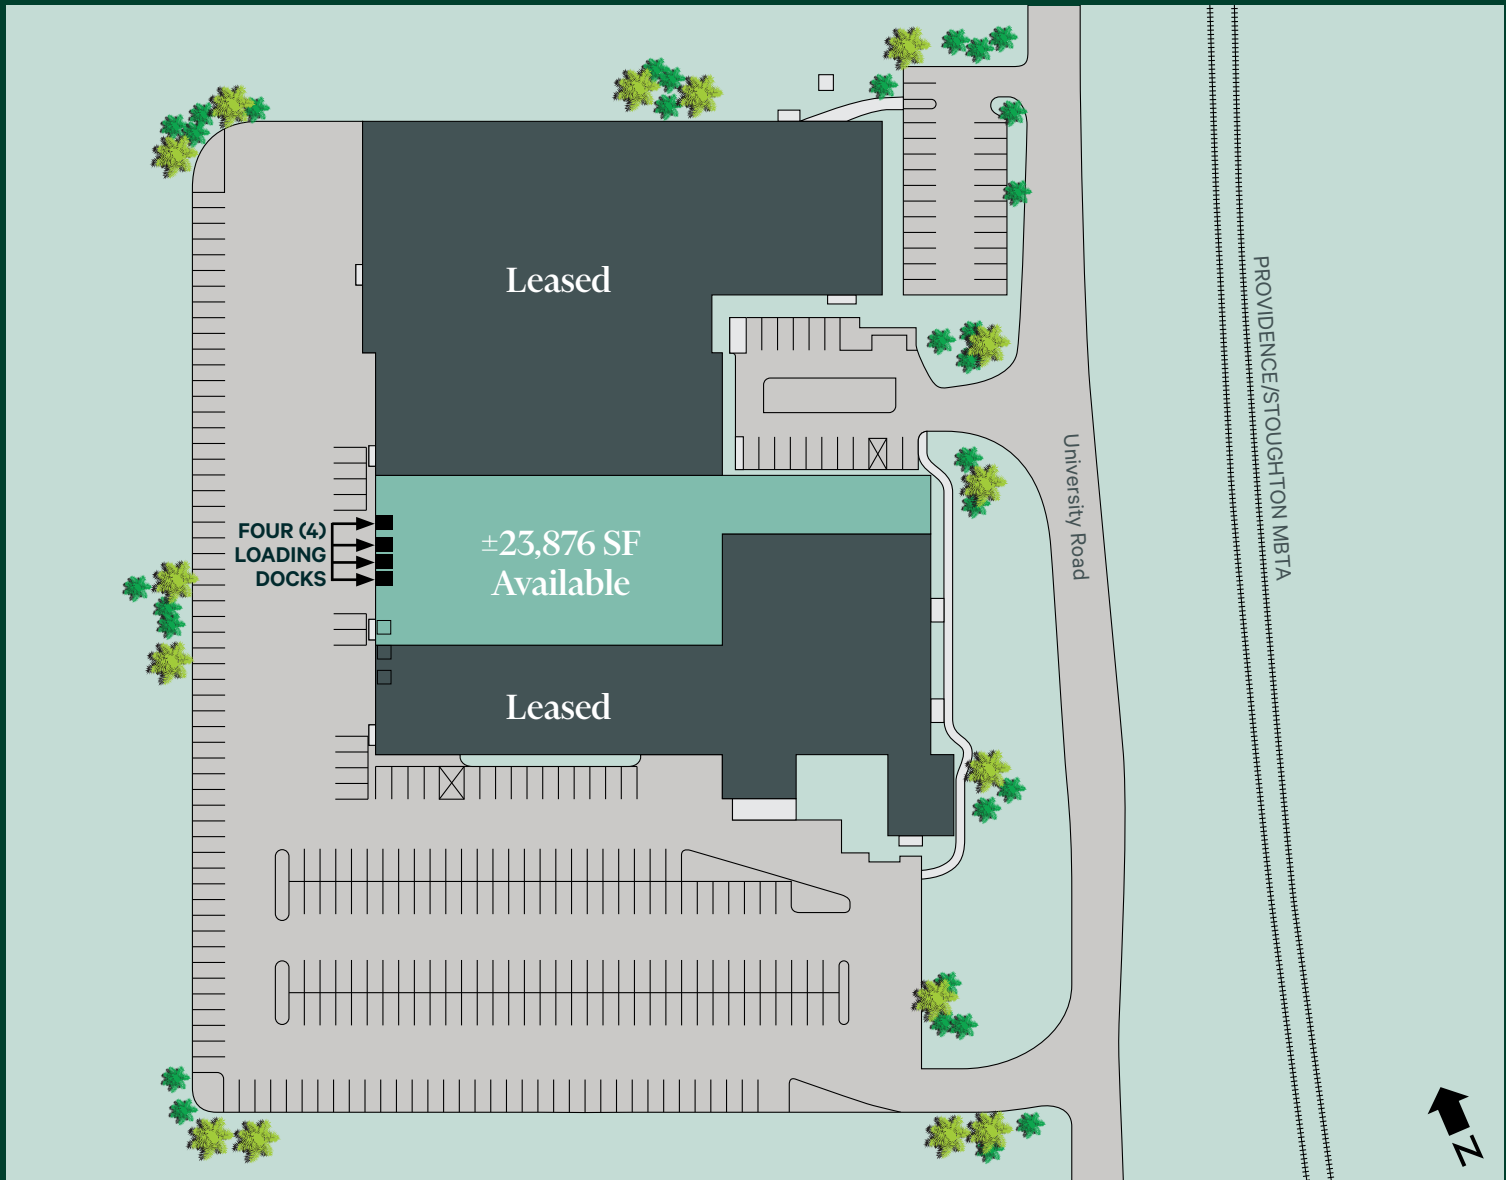 Leased
FOUR (4)
LOADING
DOCKS
±23,876 SF
Available
Leased
University Road
PROVIDENCE/STOUGHTON MBTA
N